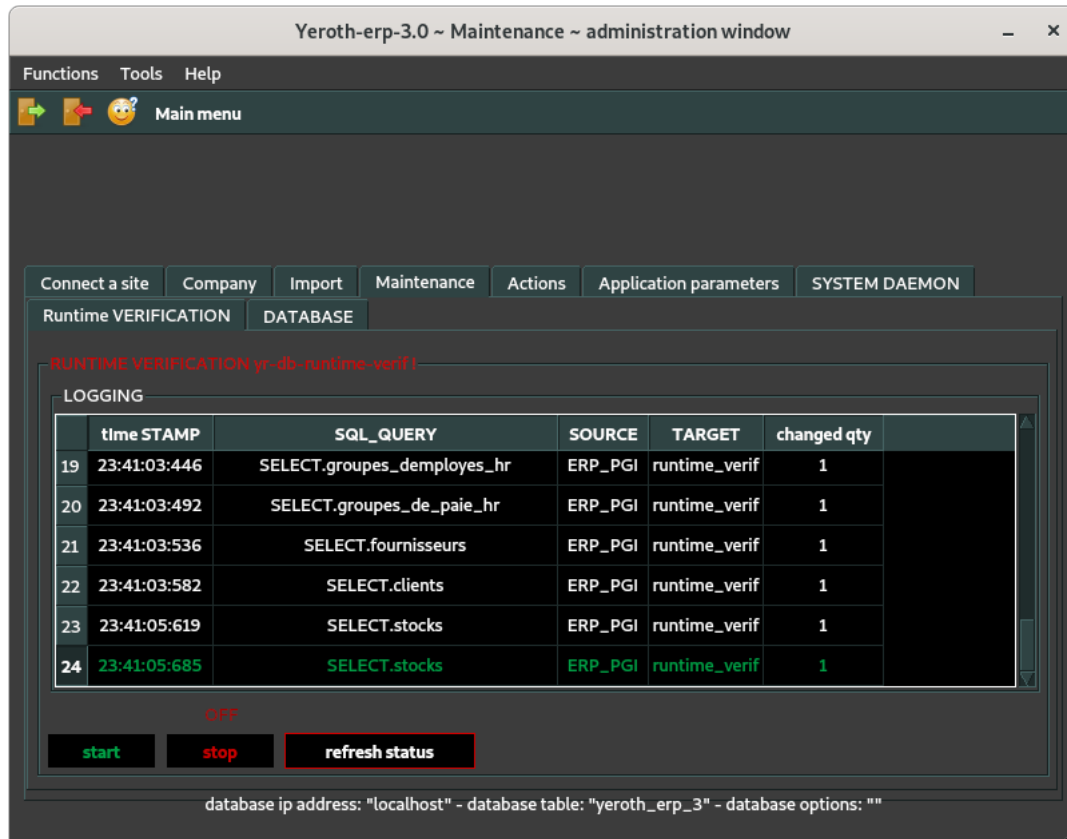 Yeroth-erp-3.0 ~ Maintenance ~ administration window
Functions Tools Help
Main menu
Connect a site Company Import Maintenance Actions Application parameters SYSTEM DAEMON
Runtime VERIFICATION DATABASE
RUNTIME VERIFICATION yr-db-runtime-verif !
LOGGING
tIme STAMP SQL_QUERY SOURCE TARGET changed qty
19 23:41:03:446 SELECT.groupes_demployes_hr ERP_PGI runtime_verif 1
20 23:41:03:492 SELECT.groupes_de_paie_hr ERP_PGI runtime_verif 1
21 23:41:03:536 SELECT.fournisseurs ERP_PGI runtime_verif 1
22 23:41:03:582 SELECT.clients ERP_PGI runtime_verif 1
23 23:41:05:619 SELECT.stocks ERP_PGI runtime_verif 1
24 23:41:05:685 SELECT.stocks ERP_PGI runtime_verif 1
OFF
start stop refresh status
database ip address: "localhost" - database table: "yeroth_erp_3" - database options: ""